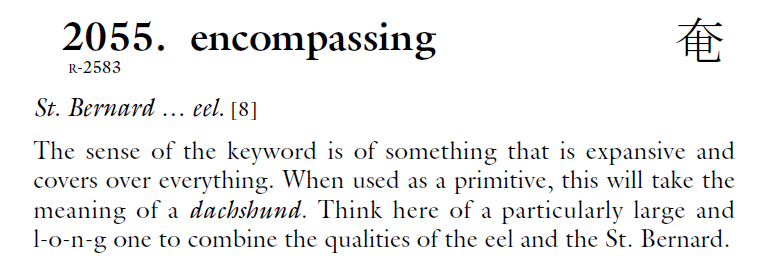 2055. encompassing 奄
R-2583
St. Bernard … eel. [8]
The sense of the keyword is of something that is expansive and
covers over everything. When used as a primitive, this will take the
meaning of a dachshund. Think here of a particularly large and
l-o-n-g one to combine the qualities of the eel and the St. Bernard.